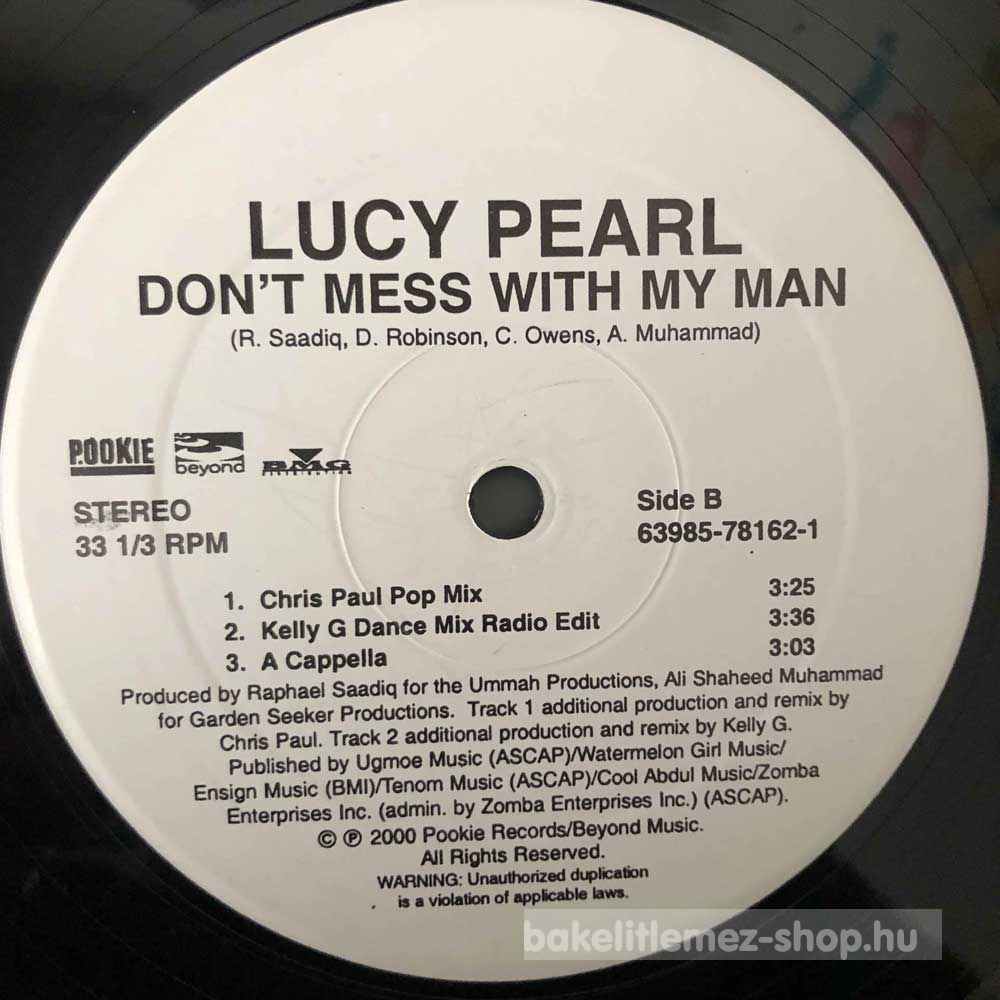 LUCY PEARL
DON'T MESS WITH MY MAN
(R. Saadiq, D. Robinson, C. Owens, A. Muhammad)
POOKIE beyond BMG
STEREO
33 1/3 RPM
Side B
63985-78162-1
1. Chris Paul Pop Mix 3:25
2. Kelly G Dance Mix Radio Edit 3:36
3. A Cappella 3:03
Produced by Raphael Saadiq for the Ummah Productions, Ali Shaheed Muhammad
for Garden Seeker Productions. Track 1 additional production and remix by
Chris Paul. Track 2 additional production and remix by Kelly G.
Published by Ugmoe Music (ASCAP)/Watermelon Girl Music/
Ensign Music (BMI)/Tenom Music (ASCAP)/Cool Abdul Music/Zomba
Enterprises Inc. (admin. by Zomba Enterprises Inc.) (ASCAP).
© ℗ 2000 Pookie Records/Beyond Music.
All Rights Reserved.
WARNING: Unauthorized duplication
is a violation of applicable laws.
bakelitlemez-shop.hu